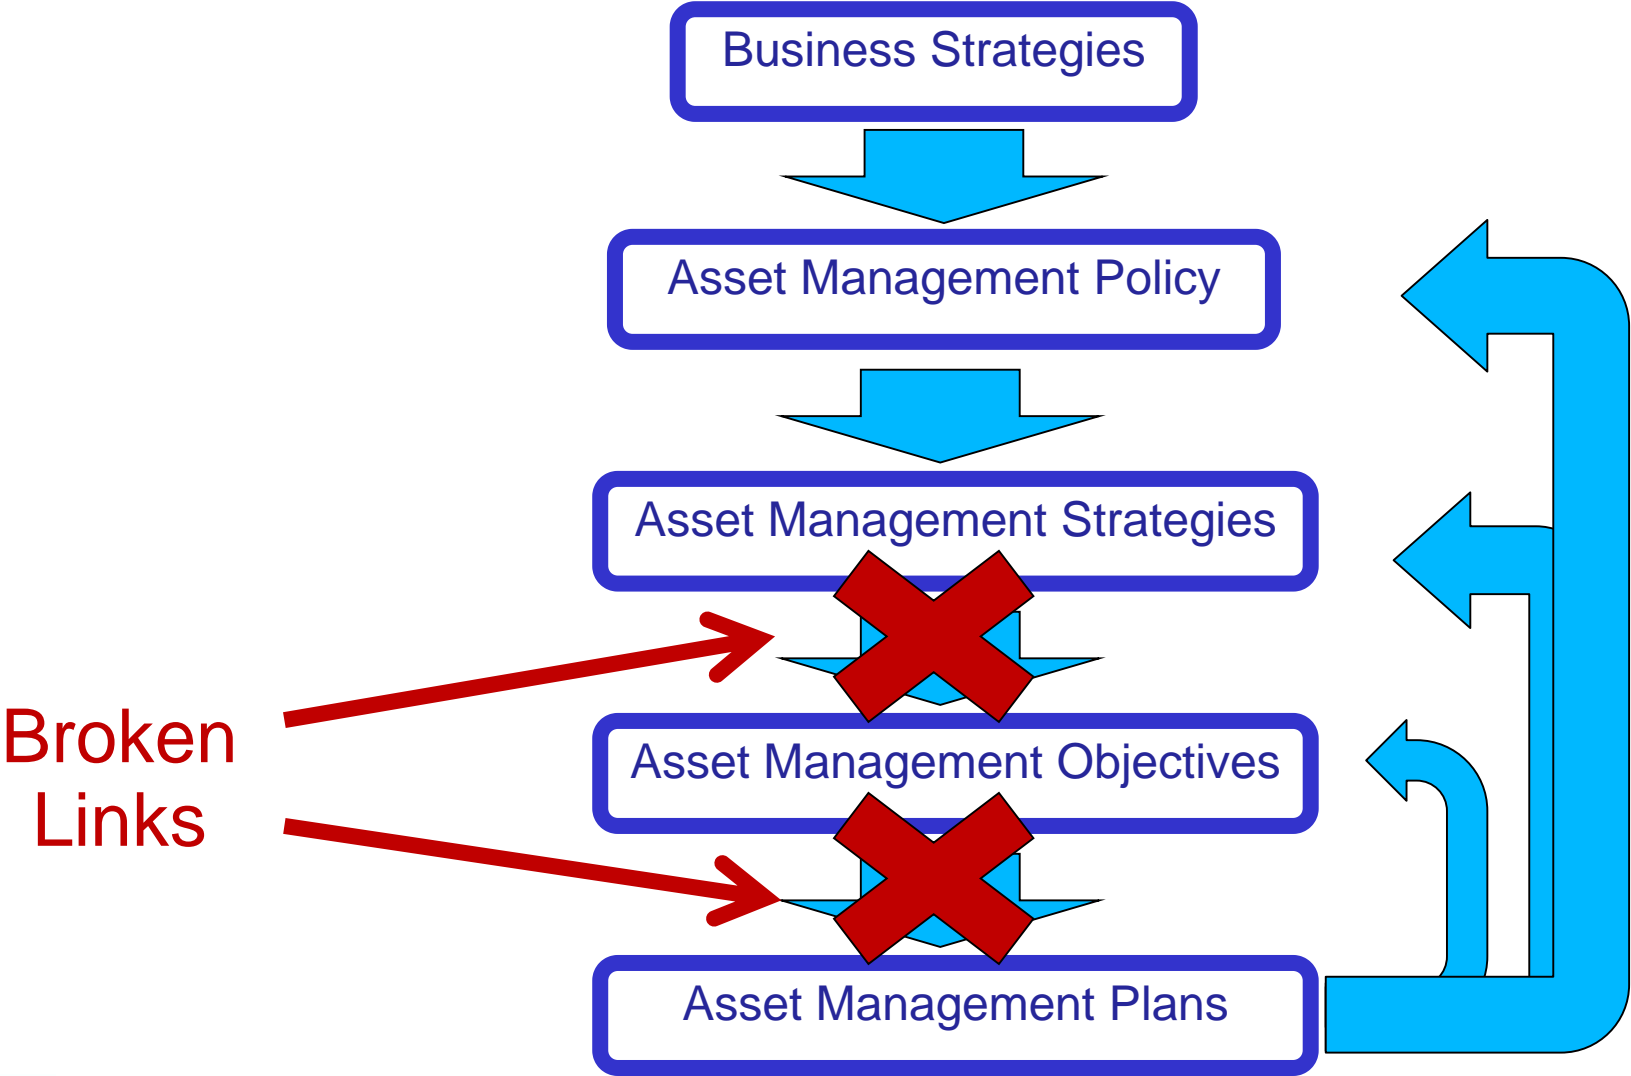 Business Strategies
Asset Management Policy
Asset Management Strategies
Broken
Links
Asset Management Objectives
Asset Management Plans